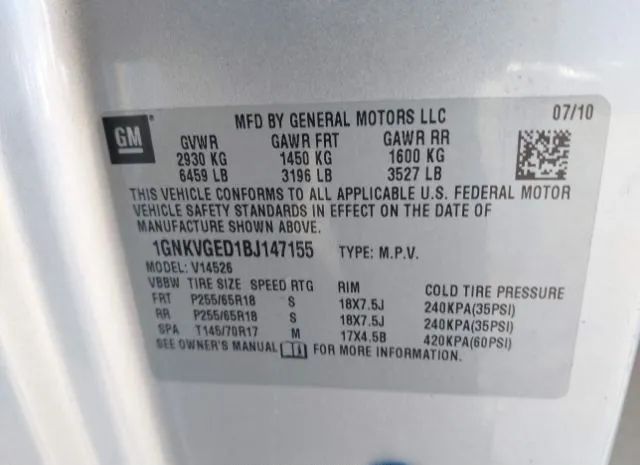 MFD BY GENERAL MOTORS LLC 07/10
GM
GVWR GAWR FRT GAWR RR
2930 KG 1450 KG 1600 KG
6459 LB 3196 LB 3527 LB
THIS VEHICLE CONFORMS TO ALL APPLICABLE U.S. FEDERAL MOTOR
VEHICLE SAFETY STANDARDS IN EFFECT ON THE DATE OF
MANUFACTURE SHOWN ABOVE.
1GNKVGED1BJ147155 TYPE: M.P.V.
MODEL: V14526
VBBW TIRE SIZE SPEED RTG RIM COLD TIRE PRESSURE
FRT P255/65R18 S 18X7.5J 240KPA(35PSI)
RR P255/65R18 S 18X7.5J 240KPA(35PSI)
SPA T145/70R17 M 17X4.5B 420KPA(60PSI)
SEE OWNER'S MANUAL FOR MORE INFORMATION.